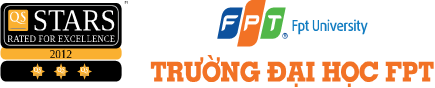 QS STARS
RATED FOR EXCELLENCE
2012
FPT Fpt University
TRƯỜNG ĐẠI HỌC FPT